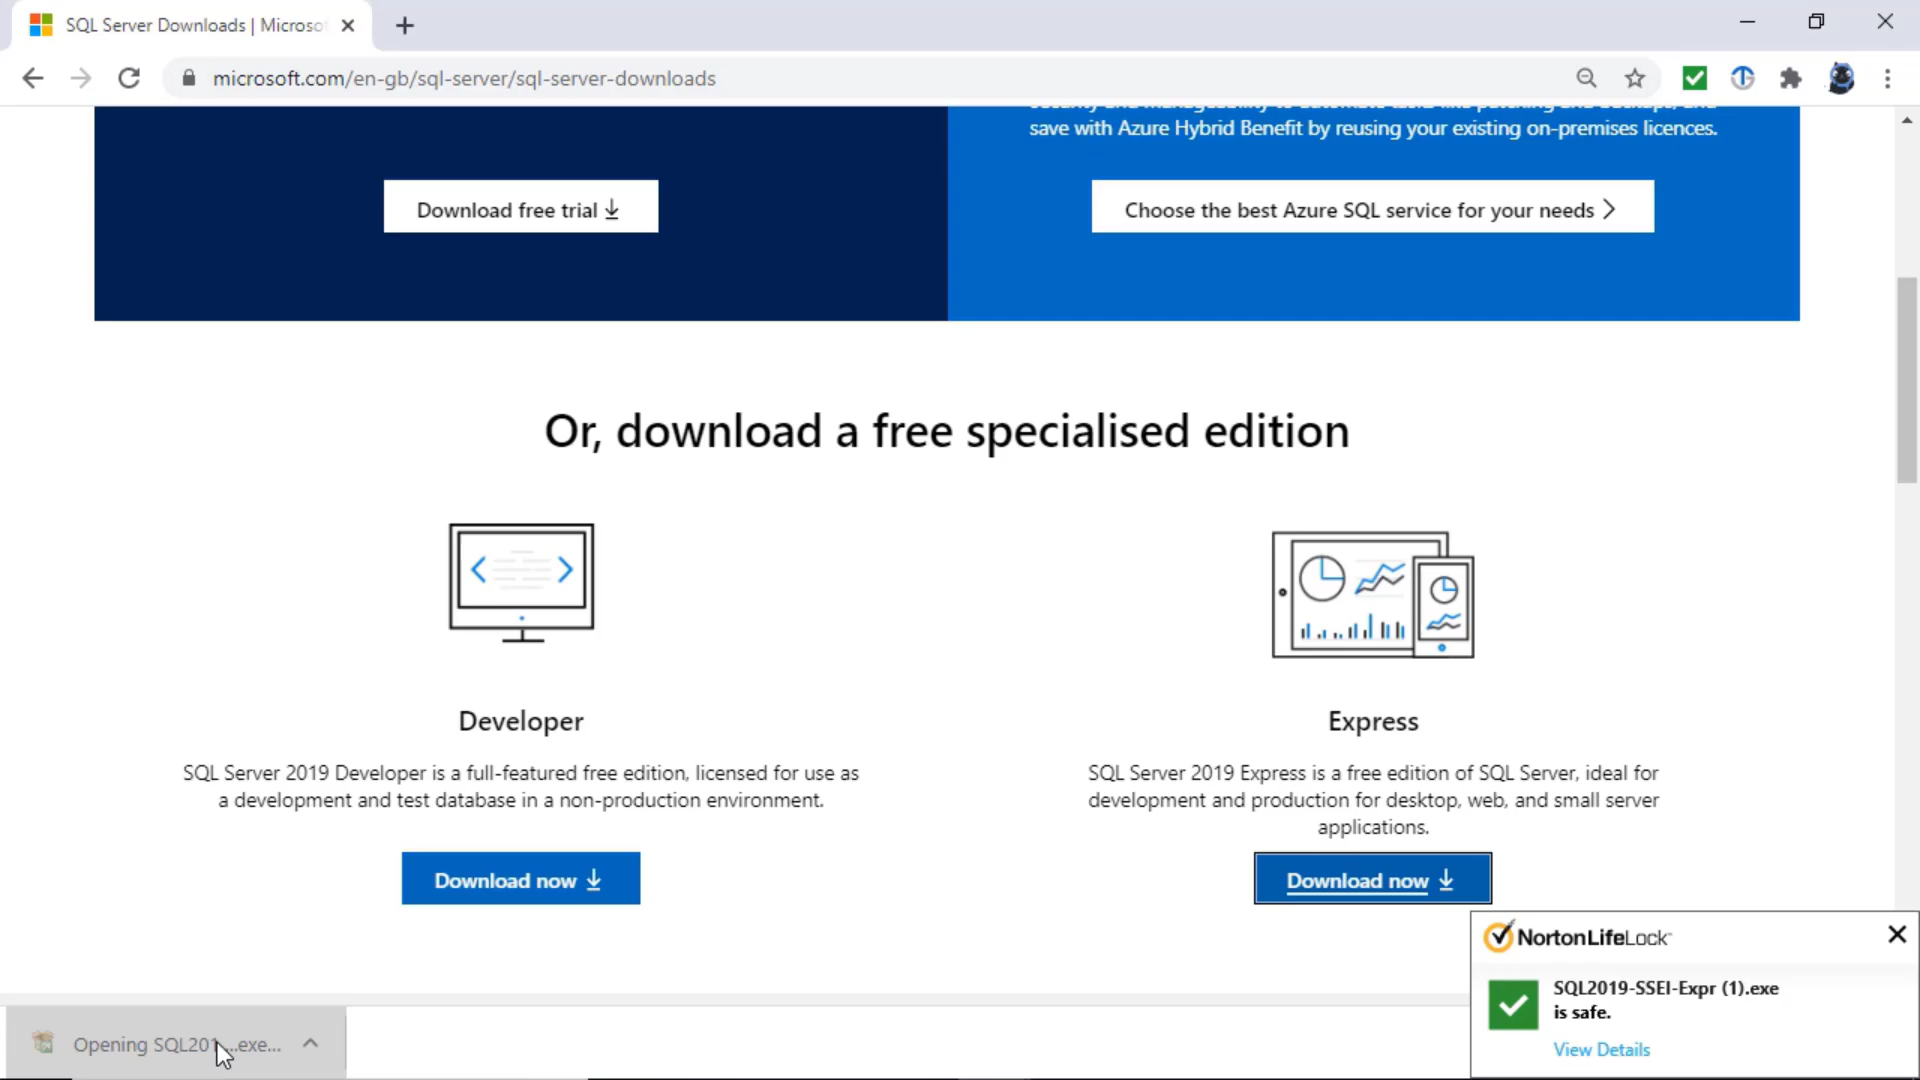 SQL Server Downloads | Microso
microsoft.com/en-gb/sql-server/sql-server-downloads
save with Azure Hybrid Benefit by reusing your existing on-premises licences.
Download free trial
Choose the best Azure SQL service for your needs
Or, download a free specialised edition
Developer
SQL Server 2019 Developer is a full-featured free edition, licensed for use as
a development and test database in a non-production environment.
Download now
Express
SQL Server 2019 Express is a free edition of SQL Server, ideal for
development and production for desktop, web, and small server
applications.
Download now
NortonLifeLock
SQL2019-SSEI-Expr (1).exe
is safe.
View Details
Opening SQL201...exe...